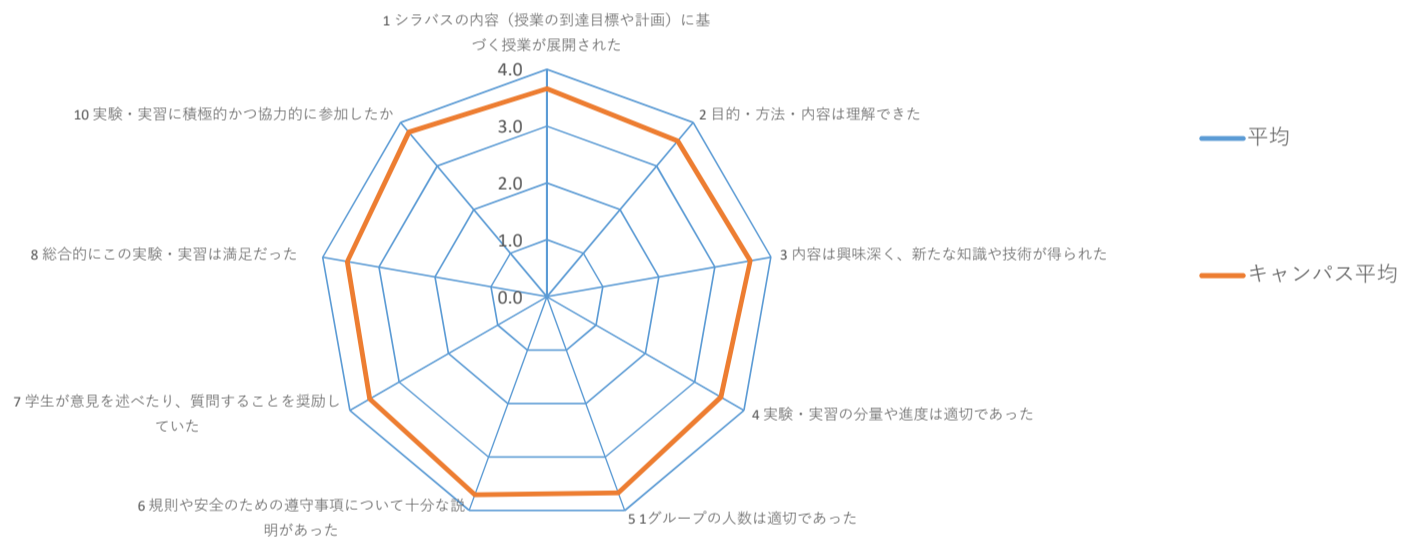 1 シラバスの内容（授業の到達目標や計画）に基
づく授業が展開された
4.0
10 実験・実習に積極的かつ協力的に参加したか
2 目的・方法・内容は理解できた
3.0
平均
2.0
1.0
8 総合的にこの実験・実習は満足だった
3 内容は興味深く、新たな知識や技術が得られた
キャンパス平均
0.0
7 学生が意見を述べたり、質問することを奨励し
ていた
4 実験・実習の分量や進度は適切であった
6 規則や安全のための遵守事項について十分な説
明があった
5 1グループの人数は適切であった